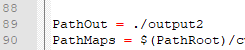 88
89 PathOut = ./output2
90 PathMaps = $(PathRoot)/c